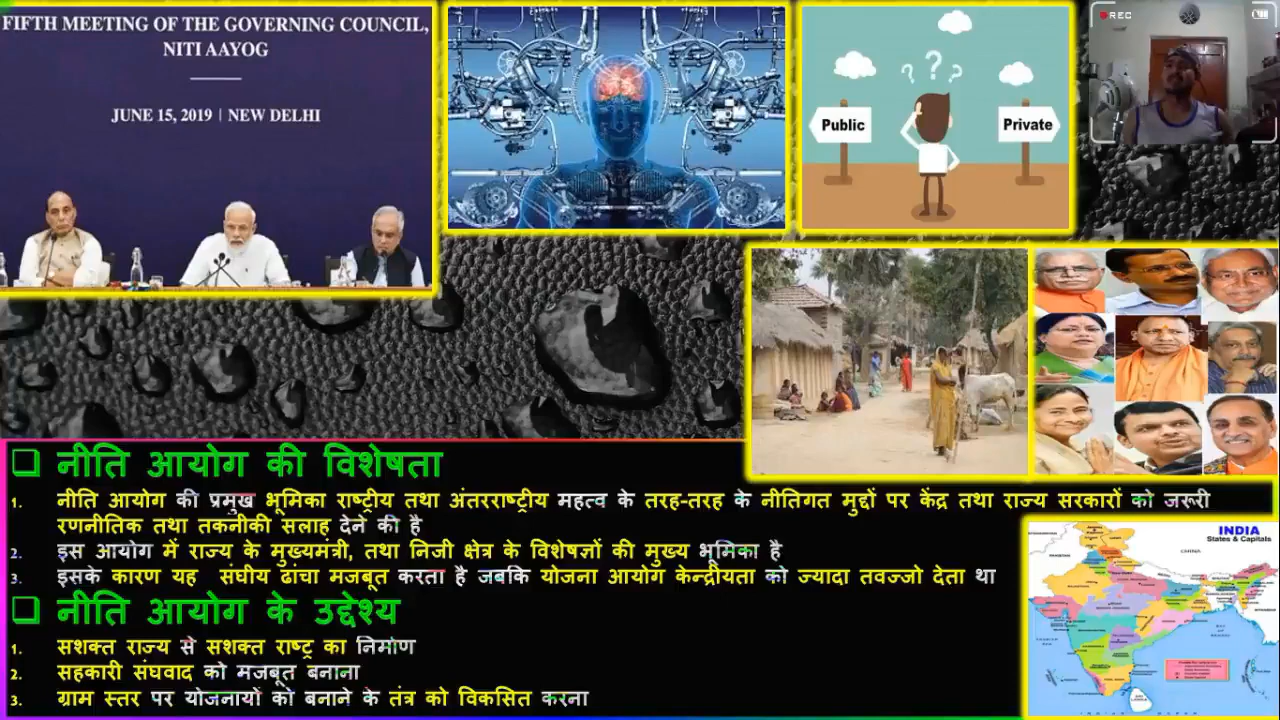 FIFTH MEETING OF THE GOVERNING COUNCIL,
NITI AAYOG
JUNE 15, 2019 | NEW DELHI
? ? ?
Public
Private
REC
❑ नीति आयोग की विशेषता
1. नीति आयोग की प्रमुख भूमिका राष्ट्रीय तथा अंतरराष्ट्रीय महत्व के तरह-तरह के नीतिगत मुद्दों पर केंद्र तथा राज्य सरकारों को जरूरी
रणनीतिक तथा तकनीकी सलाह देने की है
2. इस आयोग में राज्य के मुख्यमंत्री, तथा निजी क्षेत्र के विशेषज्ञों की मुख्य भूमिका है
3. इसके कारण यह संघीय ढांचा मजबूत करना है जबकि योजना आयोग केन्द्रीयता को ज्यादा तवज्जो देता था
❑ नीति आयोग के उद्देश्य
1. सशक्त राज्य से सशक्त राष्ट्र का निर्माण
2. सहकारी संघवाद को मजबूत बनाना
3. ग्राम स्तर पर योजनायों को बनाने के तंत्र को विकसित करना
INDIA
States & Capitals
CHINA